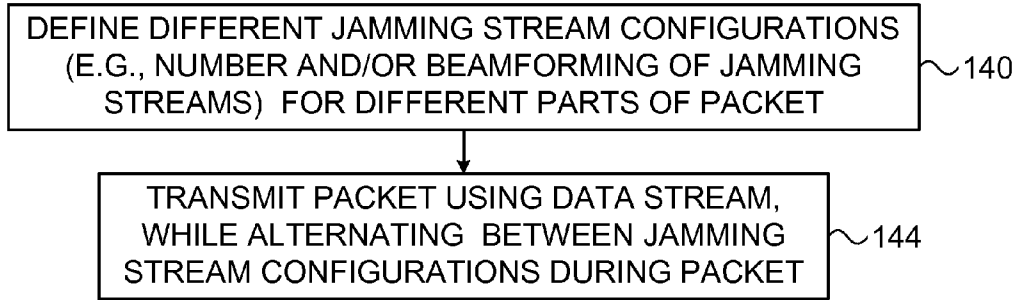 DEFINE DIFFERENT JAMMING STREAM CONFIGURATIONS
(E.G., NUMBER AND/OR BEAMFORMING OF JAMMING
STREAMS) FOR DIFFERENT PARTS OF PACKET
140
TRANSMIT PACKET USING DATA STREAM,
WHILE ALTERNATING BETWEEN JAMMING
STREAM CONFIGURATIONS DURING PACKET
144